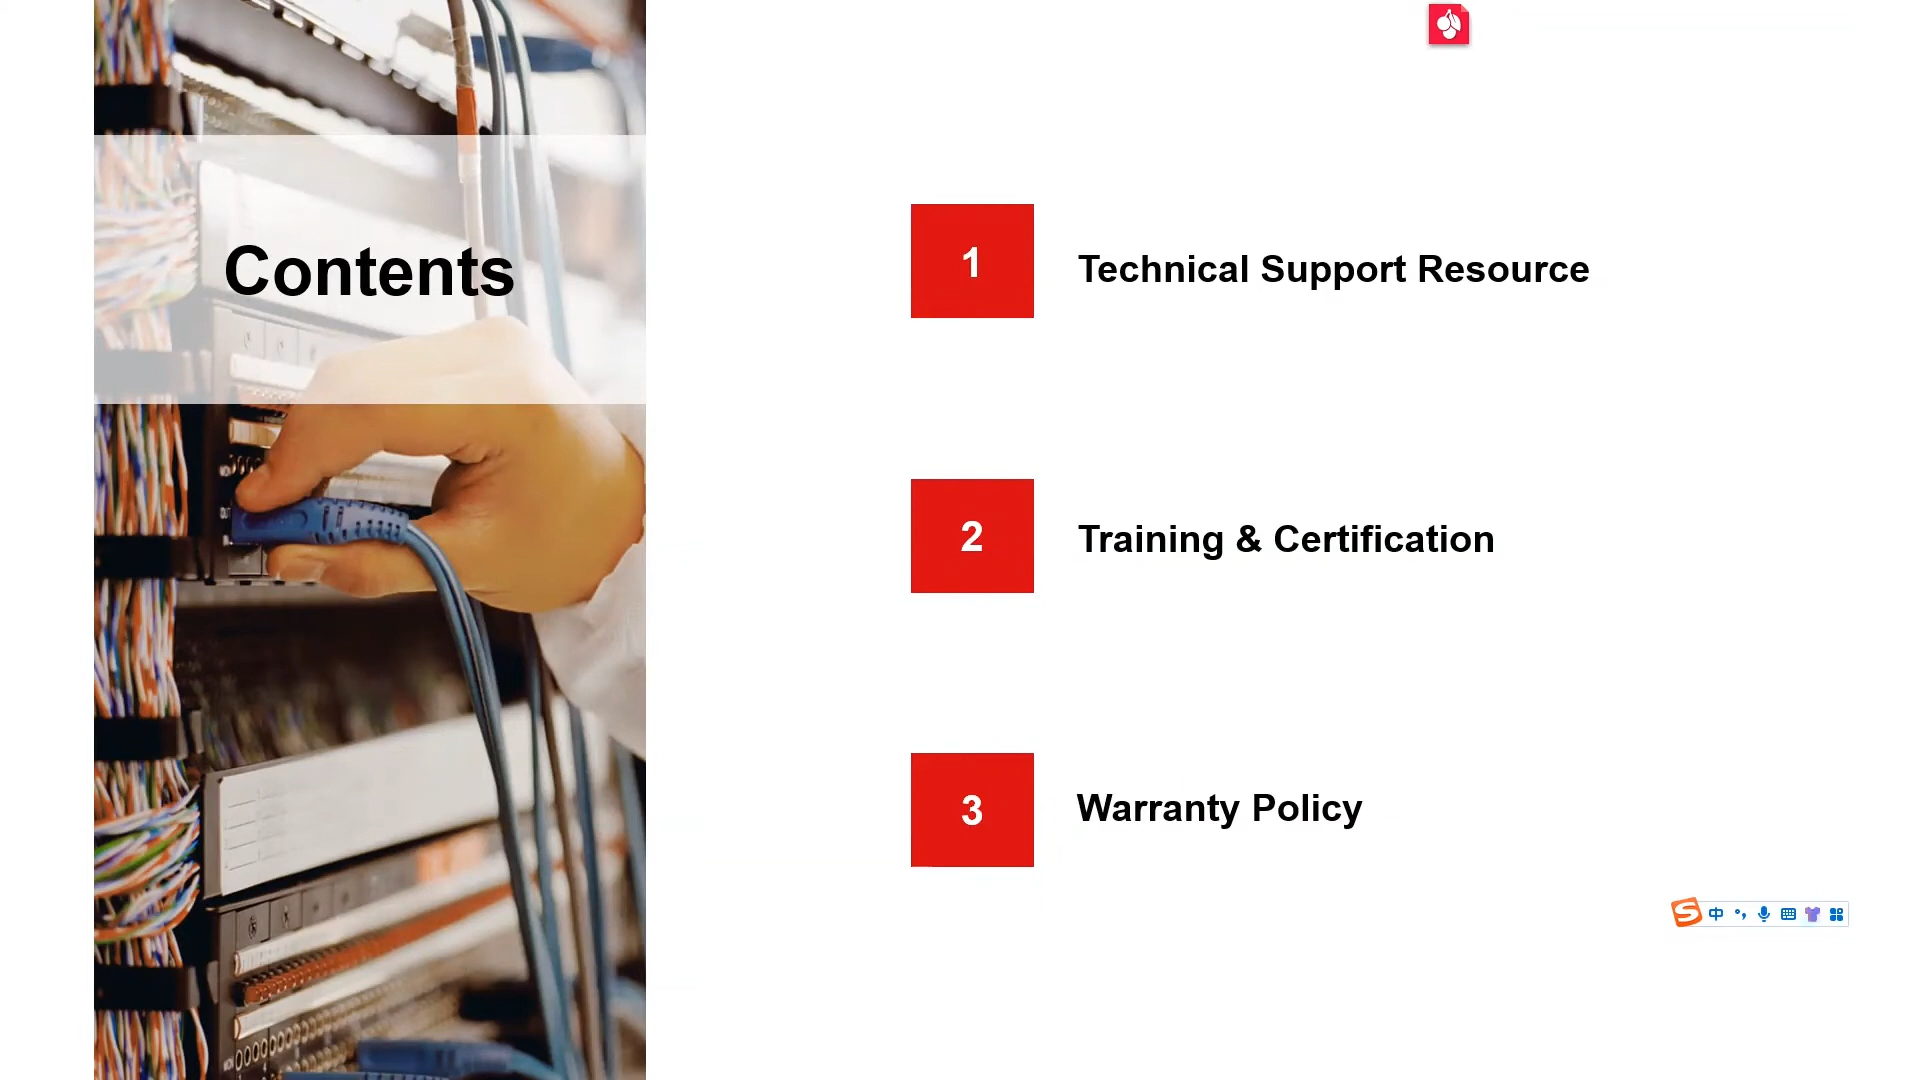 Contents
1
Technical Support Resource
2
Training & Certification
3
Warranty Policy
中